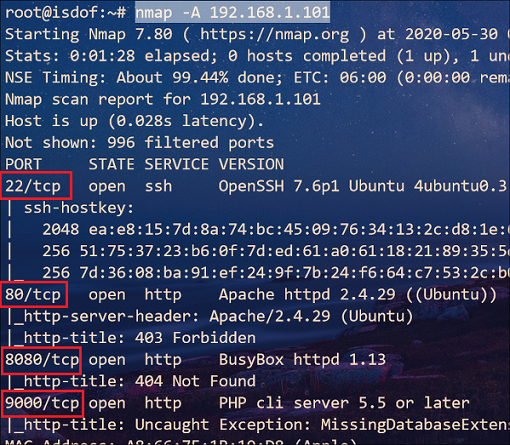 root@isdof:~# nmap -A 192.168.1.101
Starting Nmap 7.80 ( https://nmap.org ) at 2020-05-30 0
Stats: 0:01:28 elapsed; 0 hosts completed (1 up), 1 und
NSE Timing: About 99.44% done; ETC: 06:00 (0:00:00 rema
Nmap scan report for 192.168.1.101
Host is up (0.028s latency).
Not shown: 996 filtered ports
PORT     STATE SERVICE VERSION
22/tcp   open  ssh     OpenSSH 7.6p1 Ubuntu 4ubuntu0.3
| ssh-hostkey:
|   2048 ea:e8:15:7d:8a:74:bc:45:09:76:34:13:2c:d8:1e:6
|   256 51:75:37:23:b6:0f:7d:ed:61:a0:61:18:21:89:35:5
|_  256 7d:36:08:ba:91:ef:24:9f:7b:24:f6:64:c7:53:2c:b
80/tcp   open  http    Apache httpd 2.4.29 ((Ubuntu))
|_http-server-header: Apache/2.4.29 (Ubuntu)
|_http-title: 403 Forbidden
8080/tcp open  http    BusyBox httpd 1.13
|_http-title: 404 Not Found
9000/tcp open  http    PHP cli server 5.5 or later
|_http-title: Uncaught Exception: MissingDatabaseExten